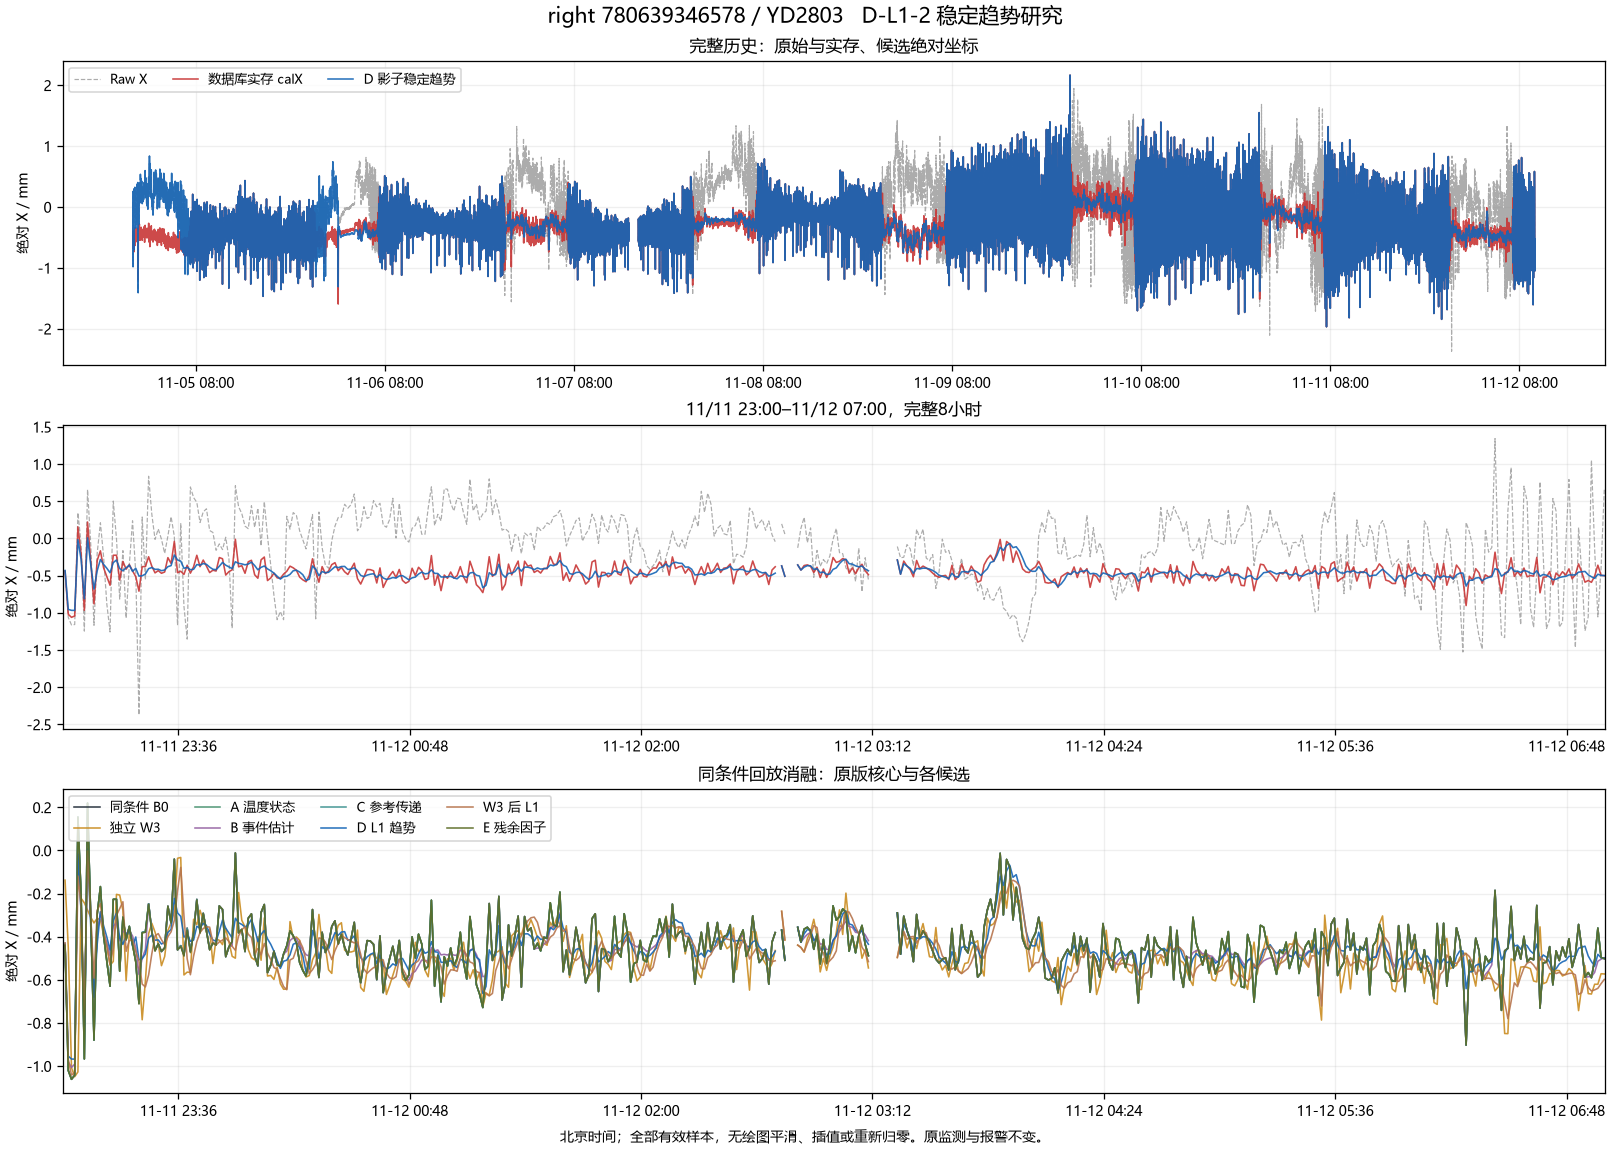 right 780639346578 / YD2803   D-L1-2 稳定趋势研究
完整历史：原始与实存、候选绝对坐标
Raw X
数据库实存 calX
D 影子稳定趋势
绝对 X / mm
2
1
0
-1
-2
11-05 08:00
11-06 08:00
11-07 08:00
11-08 08:00
11-09 08:00
11-10 08:00
11-11 08:00
11-12 08:00
11/11 23:00–11/12 07:00，完整8小时
绝对 X / mm
1.5
1.0
0.5
0.0
-0.5
-1.0
-1.5
-2.0
-2.5
11-11 23:36
11-12 00:48
11-12 02:00
11-12 03:12
11-12 04:24
11-12 05:36
11-12 06:48
同条件回放消融：原版核心与各候选
同条件 B0
A 温度状态
C 参考传递
W3 后 L1
独立 W3
B 事件估计
D L1 趋势
E 残余因子
绝对 X / mm
0.2
0.0
-0.2
-0.4
-0.6
-0.8
-1.0
11-11 23:36
11-12 00:48
11-12 02:00
11-12 03:12
11-12 04:24
11-12 05:36
11-12 06:48
北京时间；全部有效样本，无绘图平滑、插值或重新归零。原监测与报警不变。